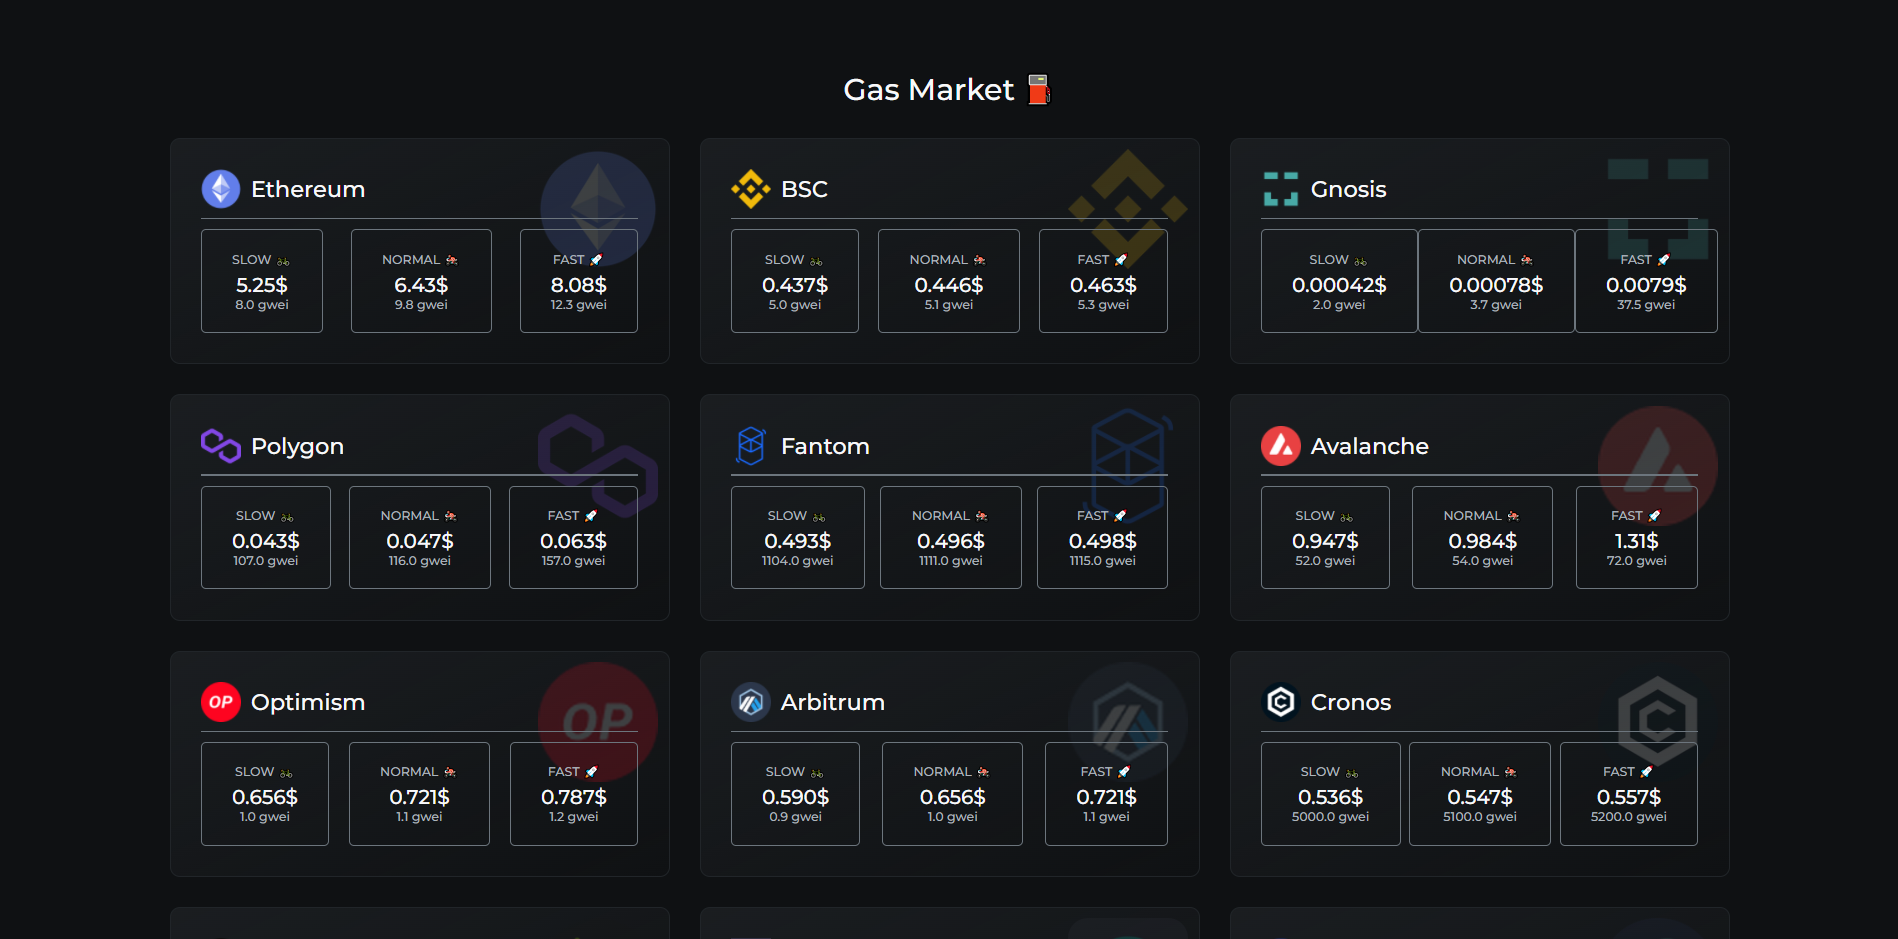 Gas Market
Ethereum
SLOW
5.25$
8.0 gwei
NORMAL
6.43$
9.8 gwei
FAST
8.08$
12.3 gwei
BSC
SLOW
0.437$
5.0 gwei
NORMAL
0.446$
5.1 gwei
FAST
0.463$
5.3 gwei
Gnosis
SLOW
0.00042$
2.0 gwei
NORMAL
0.00078$
3.7 gwei
FAST
0.0079$
37.5 gwei
Polygon
SLOW
0.043$
107.0 gwei
NORMAL
0.047$
116.0 gwei
FAST
0.063$
157.0 gwei
Fantom
SLOW
0.493$
1104.0 gwei
NORMAL
0.496$
1111.0 gwei
FAST
0.498$
1115.0 gwei
Avalanche
SLOW
0.947$
52.0 gwei
NORMAL
0.984$
54.0 gwei
FAST
1.31$
72.0 gwei
OP
Optimism
OP
SLOW
0.656$
1.0 gwei
NORMAL
0.721$
1.1 gwei
FAST
0.787$
1.2 gwei
Arbitrum
SLOW
0.590$
0.9 gwei
NORMAL
0.656$
1.0 gwei
FAST
0.721$
1.1 gwei
Cronos
SLOW
0.536$
5000.0 gwei
NORMAL
0.547$
5100.0 gwei
FAST
0.557$
5200.0 gwei